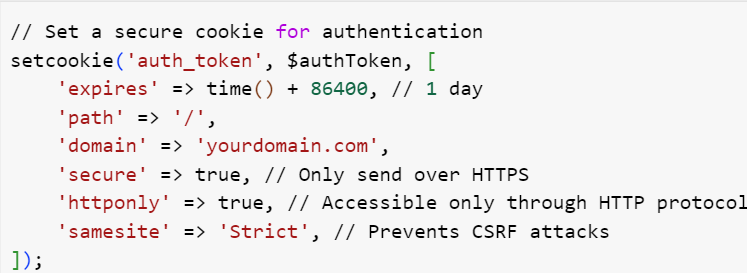 // Set a secure cookie for authentication
setcookie('auth_token', $authToken, [
    'expires' => time() + 86400, // 1 day
    'path' => '/',
    'domain' => 'yourdomain.com',
    'secure' => true, // Only send over HTTPS
    'httponly' => true, // Accessible only through HTTP protocol
    'samesite' => 'Strict', // Prevents CSRF attacks
]);